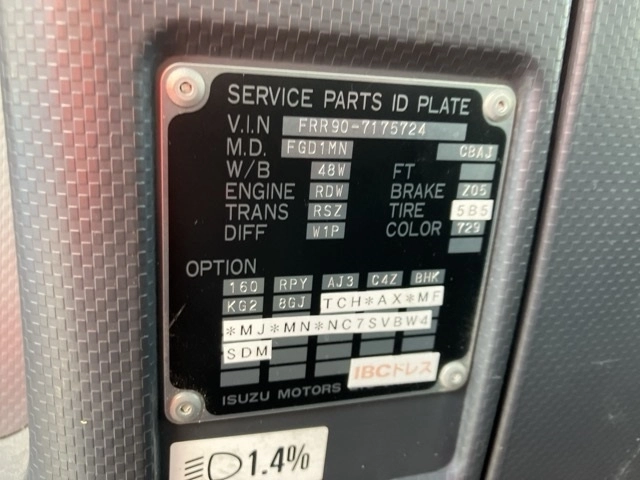 SERVICE PARTS ID PLATE
V.I.N FRR90-7175724
M.D. FGD1MN CBAJ
W/B 48W FT
ENGINE RDW BRAKE Z05
TRANS RSZ TIRE 5B5
DIFF W1P COLOR 729
OPTION
160 RPY AJ3 C4Z 8HK
KG2 8GJ TCH*AX*MF
*MJ*MN*NC7SVBW4
SDM
IBCドレス
ISUZU MOTORS
1.4%